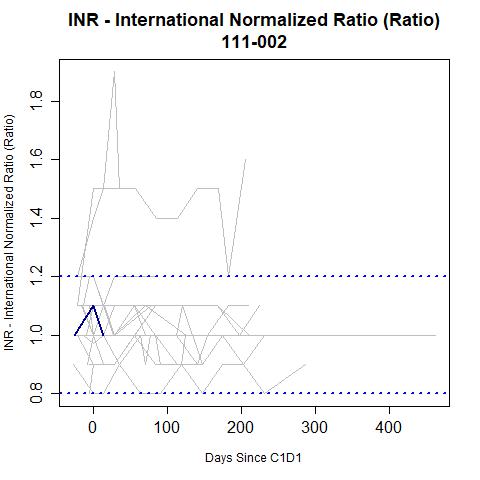 INR - International Normalized Ratio (Ratio)
111-002
INR - International Normalized Ratio (Ratio)
1.8
1.6
1.4
1.2
1.0
0.8
0 100 200 300 400
Days Since C1D1